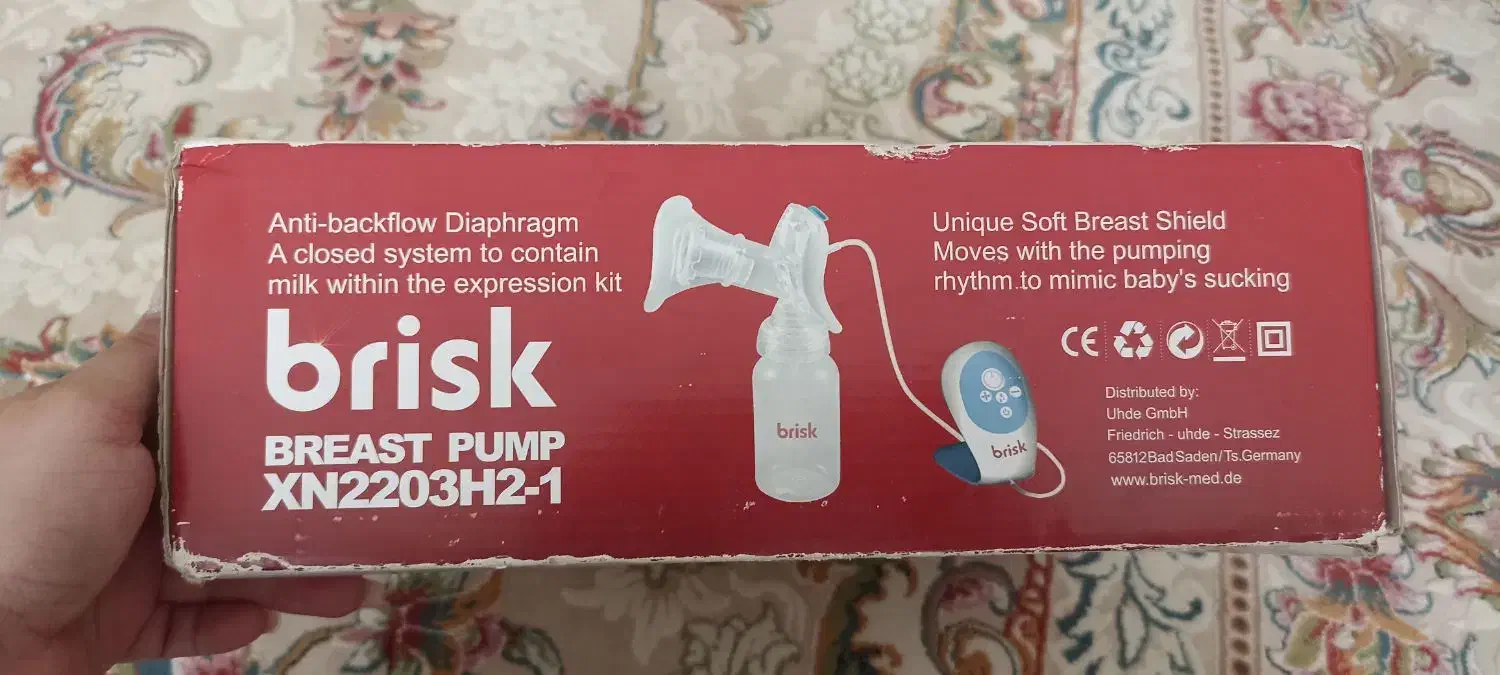 Anti-backflow Diaphragm
A closed system to contain
milk within the expression kit
brisk
BREAST PUMP
XN2203H2-1
brisk
brisk
Unique Soft Breast Shield
Moves with the pumping
rhythm.to mimic baby's sucking
CE
Distributed by:
Uhde GmbH
Friedrich - uhde - Strassez
65812BadSaden/Ts.Germany
www.brisk-med.de